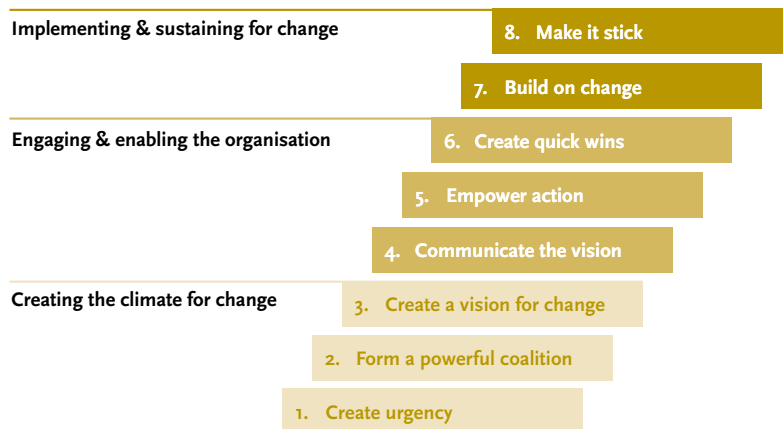 Implementing & sustaining for change
8. Make it stick
7. Build on change
Engaging & enabling the organisation
6. Create quick wins
5. Empower action
4. Communicate the vision
Creating the climate for change
3. Create a vision for change
2. Form a powerful coalition
1. Create urgency